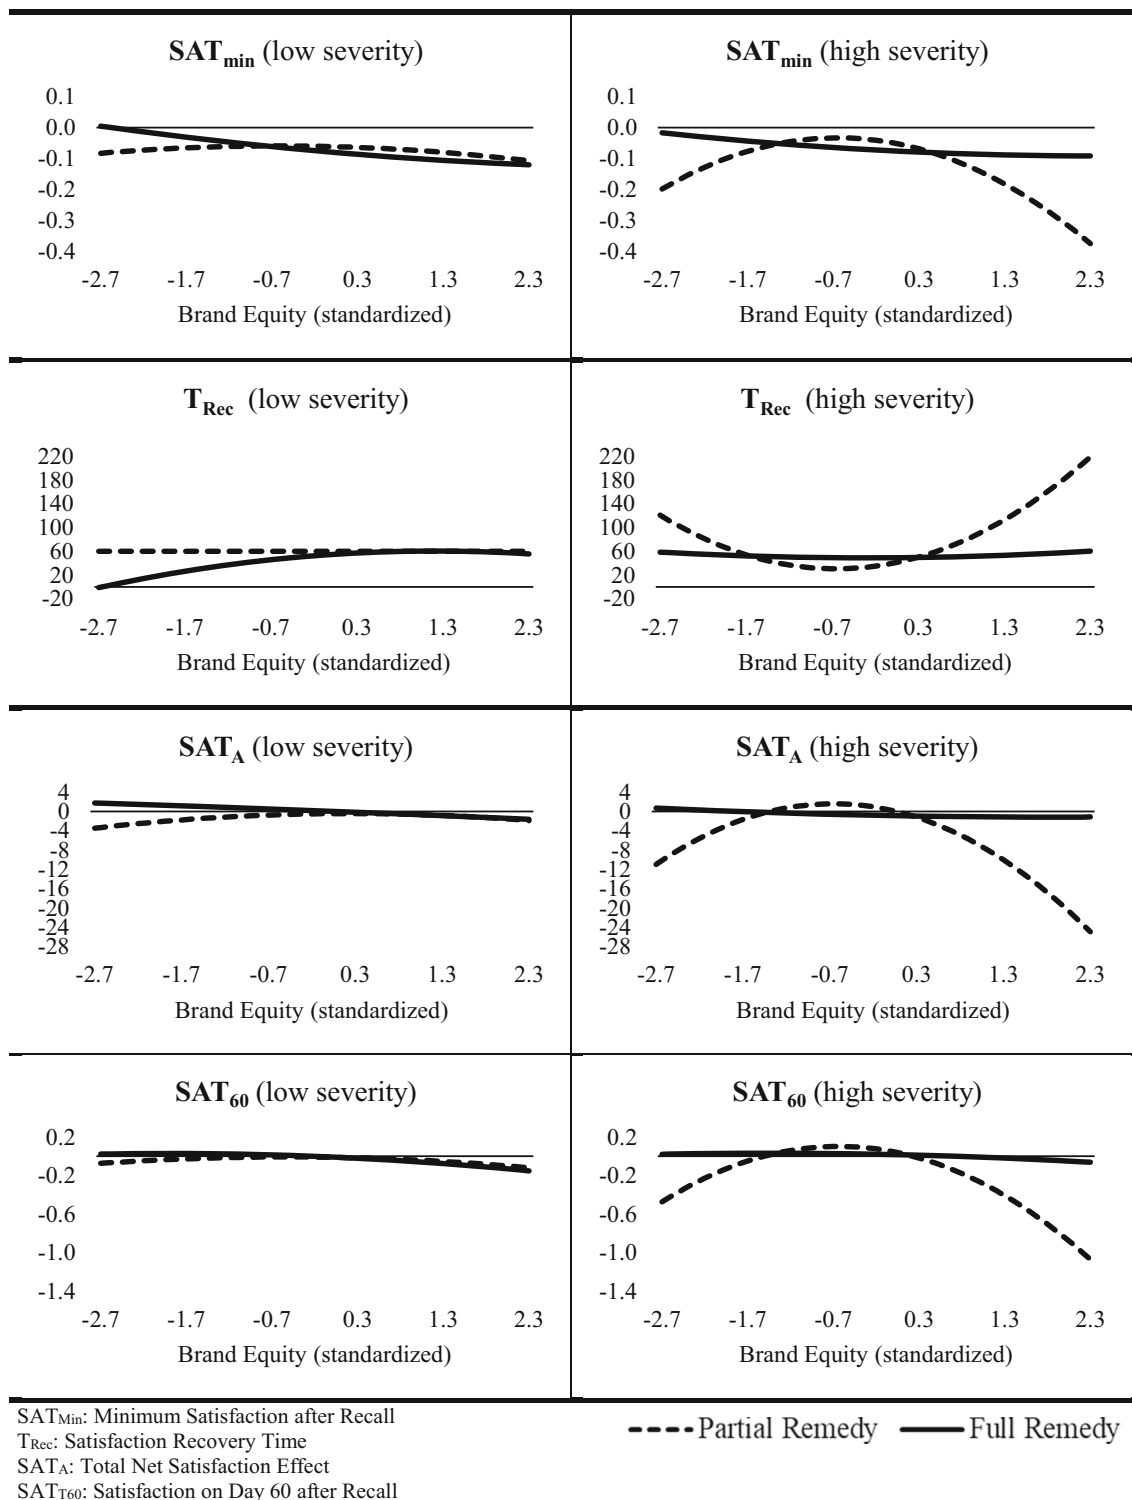 SATmin (low severity)
0.1
0.0
-0.1
-0.2
-0.3
-0.4
-2.7 -1.7 -0.7 0.3 1.3 2.3
Brand Equity (standardized)
SATmin (high severity)
0.1
0.0
-0.1
-0.2
-0.3
-0.4
-2.7 -1.7 -0.7 0.3 1.3 2.3
Brand Equity (standardized)
TRec (low severity)
220
180
140
100
60
20
-20
-2.7 -1.7 -0.7 0.3 1.3 2.3
Brand Equity (standardized)
TRec (high severity)
220
180
140
100
60
20
-20
-2.7 -1.7 -0.7 0.3 1.3 2.3
Brand Equity (standardized)
SATA (low severity)
4
0
-4
-8
-12
-16
-20
-24
-28
-2.7 -1.7 -0.7 0.3 1.3 2.3
Brand Equity (standardized)
SATA (high severity)
4
0
-4
-8
-12
-16
-20
-24
-28
-2.7 -1.7 -0.7 0.3 1.3 2.3
Brand Equity (standardized)
SAT60 (low severity)
0.2
-0.2
-0.6
-1.0
-1.4
-2.7 -1.7 -0.7 0.3 1.3 2.3
Brand Equity (standardized)
SAT60 (high severity)
0.2
-0.2
-0.6
-1.0
-1.4
-2.7 -1.7 -0.7 0.3 1.3 2.3
Brand Equity (standardized)
SATMin: Minimum Satisfaction after Recall
TRec: Satisfaction Recovery Time
SATA: Total Net Satisfaction Effect
SATT60: Satisfaction on Day 60 after Recall
Partial Remedy Full Remedy